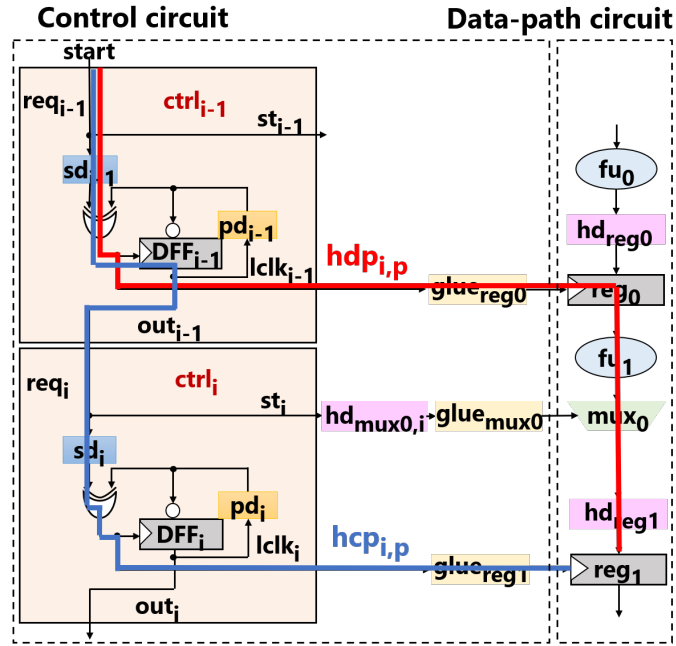 Control circuit
Data-path circuit
start
req_{i-1}
ctrl_{i-1}
st_{i-1}
sd_{i-1}
fu_0
pd_{i-1}
hd_{reg0}
DFF_{i-1}
lclk_{i-1}
hdp_{i,p}
glue_{reg0}
reg_0
out_{i-1}
fu_1
req_i
ctrl_i
st_i
hd_{mux0,i}
glue_{mux0}
mux_0
sd_i
pd_i
hd_{reg1}
DFF_i
lclk_i
hcp_{i,p}
glue_{reg1}
reg_1
out_i